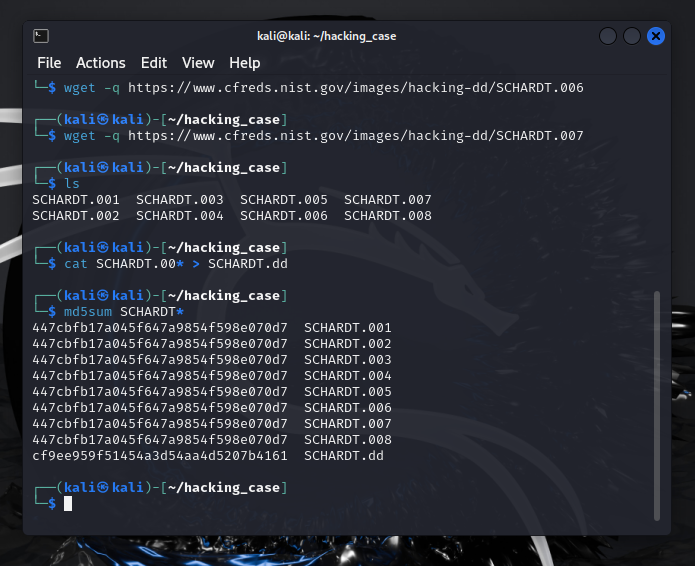 kali@kali: ~/hacking_case
File Actions Edit View Help
└─$ wget -q https://www.cfreds.nist.gov/images/hacking-dd/SCHARDT.006
┌──(kali㉿kali)-[~/hacking_case]
└─$ wget -q https://www.cfreds.nist.gov/images/hacking-dd/SCHARDT.007
┌──(kali㉿kali)-[~/hacking_case]
└─$ ls
SCHARDT.001 SCHARDT.003 SCHARDT.005 SCHARDT.007
SCHARDT.002 SCHARDT.004 SCHARDT.006 SCHARDT.008
┌──(kali㉿kali)-[~/hacking_case]
└─$ cat SCHARDT.00* > SCHARDT.dd
┌──(kali㉿kali)-[~/hacking_case]
└─$ md5sum SCHARDT*
447cbfb17a045f647a9854f598e070d7 SCHARDT.001
447cbfb17a045f647a9854f598e070d7 SCHARDT.002
447cbfb17a045f647a9854f598e070d7 SCHARDT.003
447cbfb17a045f647a9854f598e070d7 SCHARDT.004
447cbfb17a045f647a9854f598e070d7 SCHARDT.005
447cbfb17a045f647a9854f598e070d7 SCHARDT.006
447cbfb17a045f647a9854f598e070d7 SCHARDT.007
447cbfb17a045f647a9854f598e070d7 SCHARDT.008
cf9ee959f51454a3d54aa4d5207b4161 SCHARDT.dd
┌──(kali㉿kali)-[~/hacking_case]
└─$